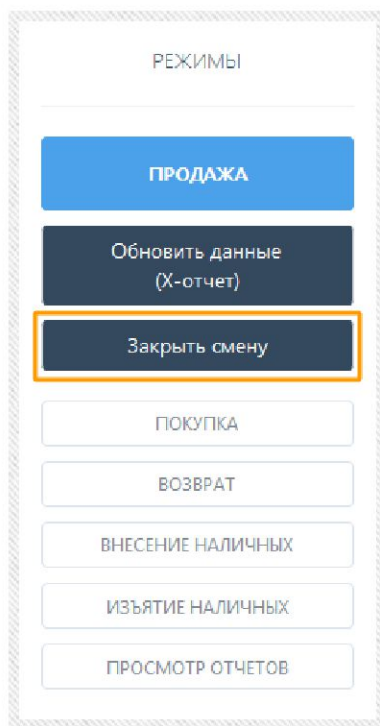 РЕЖИМЫ
ПРОДАЖА
Обновить данные
(X-отчет)
Закрыть смену
ПОКУПКА
ВОЗВРАТ
ВНЕСЕНИЕ НАЛИЧНЫХ
ИЗЪЯТИЕ НАЛИЧНЫХ
ПРОСМОТР ОТЧЕТОВ